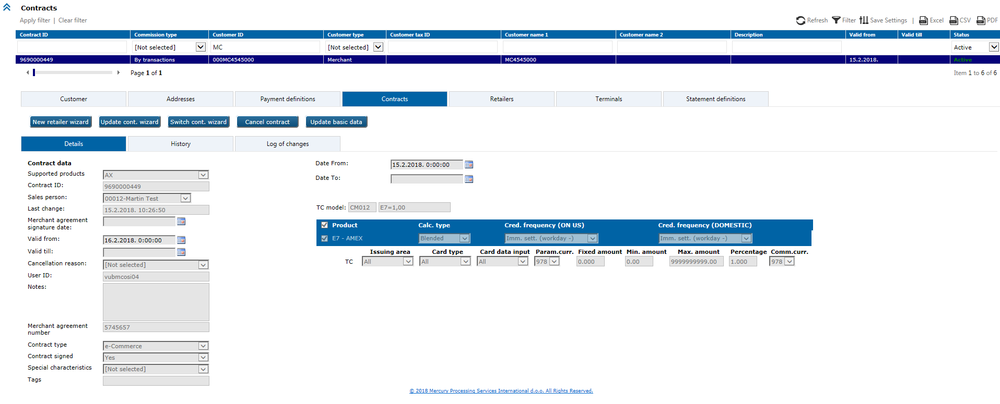 Contracts
Apply filter | Clear filter
Refresh Filter Save Settings | Excel CSV PDF
Contract ID Commission type Customer ID Customer type Customer tax ID Customer name 1 Customer name 2 Description Valid from Valid till Status
[Not selected] MC [Not selected] Active
9690000449 By transactions 000MC4545000 Merchant MC4545000 15.2.2018. Active
Page 1 of 1 Item 1 to 6 of 6
Customer Addresses Payment definitions Contracts Retailers Terminals Statement definitions
New retailer wizard Update cont. wizard Switch cont. wizard Cancel contract Update basic data
Details History Log of changes
Contract data
Supported products AX
Contract ID: 9690000449
Sales person: 00012-Martin Test
Last change: 15.2.2018. 10:26:50
Merchant agreement
signature date:
Valid from: 16.2.2018. 0:00:00
Valid till:
Cancellation reason: [Not selected]
User ID: vubmcosi04
Notes:
Merchant agreement
number 5745657
Contract type e-Commerce
Contract signed Yes
Special characteristics [Not selected]
Tags
Date From: 15.2.2018. 0:00:00
Date To:
TC model: CM012 E7=1,00
Product Calc. type Cred. frequency (ON US) Cred. frequency (DOMESTIC)
E7 - AMEX Blended Imm. sett. (workday -) Imm. sett. (workday -)
Issuing area Card type Card data input Param.curr. Fixed amount Min. amount Max. amount Percentage Comm.curr.
TC All All All 978 0.000 0.00 9999999999.00 1.000 978
© 2018 Mercury Processing Services International d.o.o. All Rights Reserved.